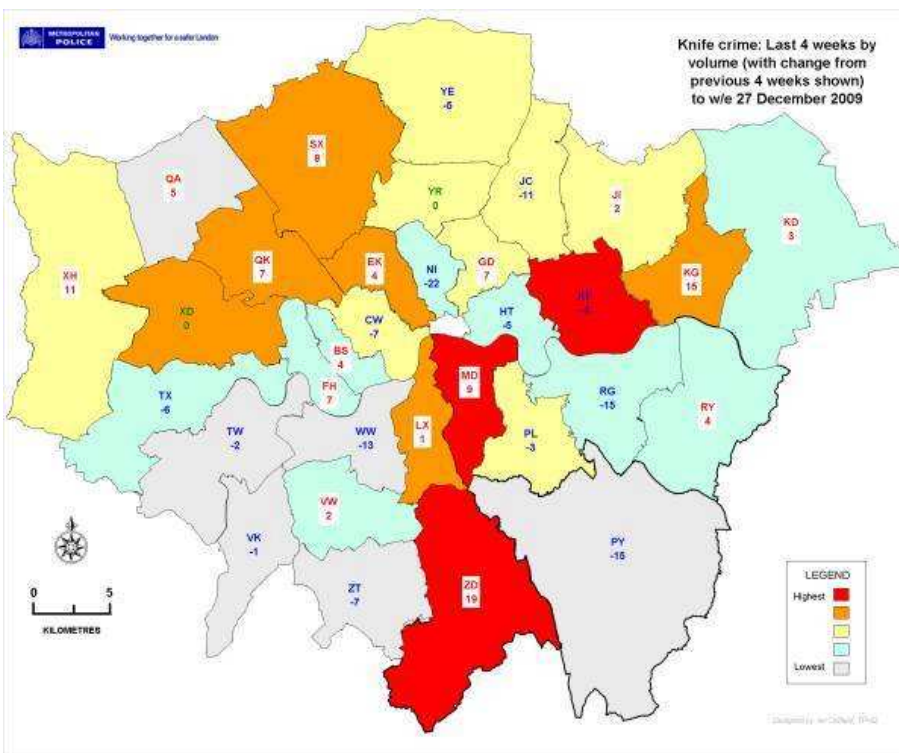 METROPOLITAN
POLICE
Working together for a safer London
Knife crime: Last 4 weeks by
volume (with change from
previous 4 weeks shown)
to w/e 27 December 2009
YE
-5
SX
8
QA
5
YR
0
JC
-11
JI
2
KD
3
XH
11
QK
7
EK
4
NI
-22
GD
7
KG
15
XD
0
CW
-7
HT
-5
BS
4
FH
7
MD
9
TX
-6
TW
-2
WW
-13
LX
1
PL
-3
RG
-15
RY
4
VW
2
VK
-1
ZT
-7
ZD
19
PY
-15
0 5
KILOMETRES
LEGEND
Highest
Lowest